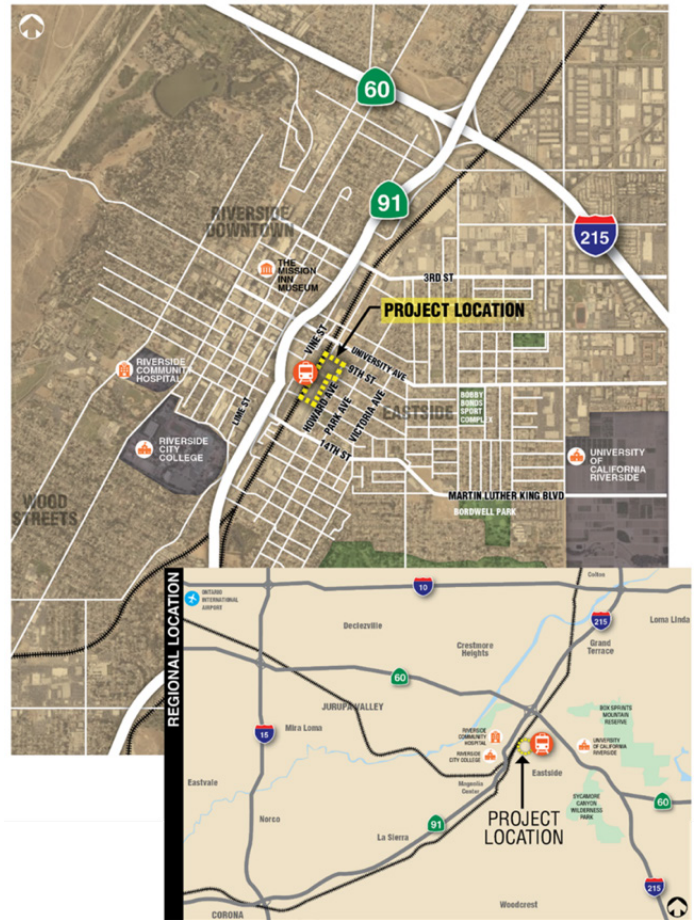 60
91
215
RIVERSIDE
DOWNTOWN
THE
MISSION
INN
MUSEUM
3RD ST
PROJECT LOCATION
VINE ST
UNIVERSITY AVE
9TH ST
RIVERSIDE
COMMUNITY
HOSPITAL
LIME ST
HOWARD AVE
PARK AVE
VICTORIA AVE
EASTSIDE
BOBBY
BONDS
SPORT
COMPLEX
14TH ST
RIVERSIDE
CITY
COLLEGE
UNIVERSITY
OF
CALIFORNIA
RIVERSIDE
WOOD
STREETS
MARTIN LUTHER KING BLVD
BORDWELL PARK
REGIONAL LOCATION
ONTARIO
INTERNATIONAL
AIRPORT
10
Colton
215
Loma Linda
Declezville
Crestmore
Heights
Grand
Terrace
60
JURUPA VALLEY
BOX SPRINTS
MOUNTAIN
RESERVE
15
Mira Loma
RIVERSIDE
COMMUNITY
HOSPITAL
RIVERSIDE
CITY COLLEGE
UNIVERSITY
OF CALIFORNIA
RIVERSIDE
Eastside
Eastvale
Magnolia
Center
PROJECT
LOCATION
SYCAMORE
CANYON
WILDERNESS
PARK
60
Norco
91
La Sierra
215
Woodcrest
CORONA